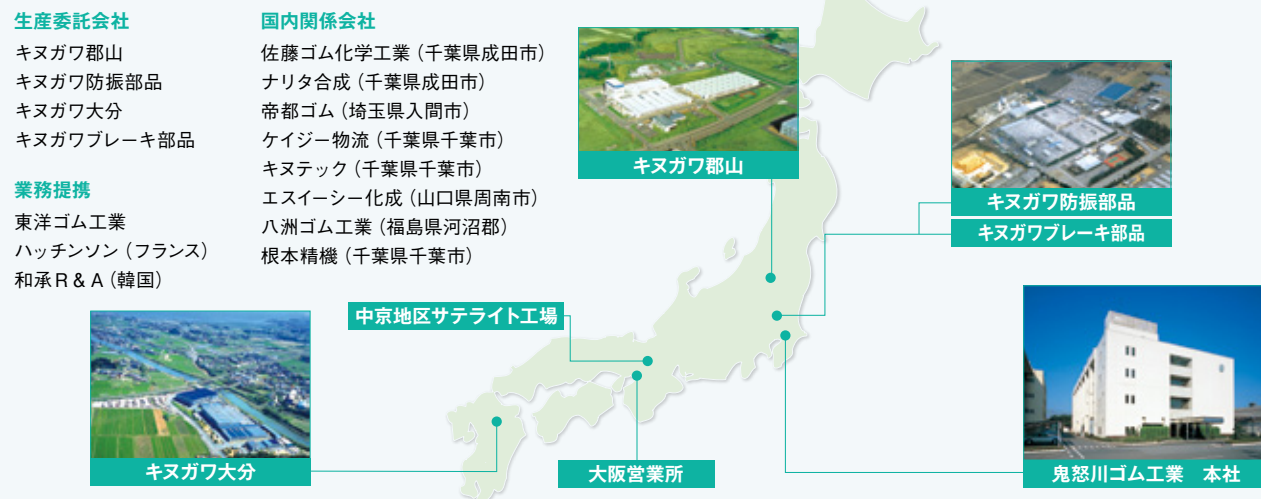 生産委託会社
キヌガワ郡山
キヌガワ防振部品
キヌガワ大分
キヌガワブレーキ部品
業務提携
東洋ゴム工業
ハッチンソン（フランス）
和承R＆A（韓国）
国内関係会社
佐藤ゴム化学工業（千葉県成田市）
ナリタ合成（千葉県成田市）
帝都ゴム（埼玉県入間市）
ケイジー物流（千葉県千葉市）
キヌテック（千葉県千葉市）
エスイーシー化成（山口県周南市）
八洲ゴム工業（福島県河沼郡）
根本精機（千葉県千葉市）
キヌガワ郡山
キヌガワ防振部品
キヌガワブレーキ部品
中京地区サテライト工場
キヌガワ大分
大阪営業所
鬼怒川ゴム工業　本社